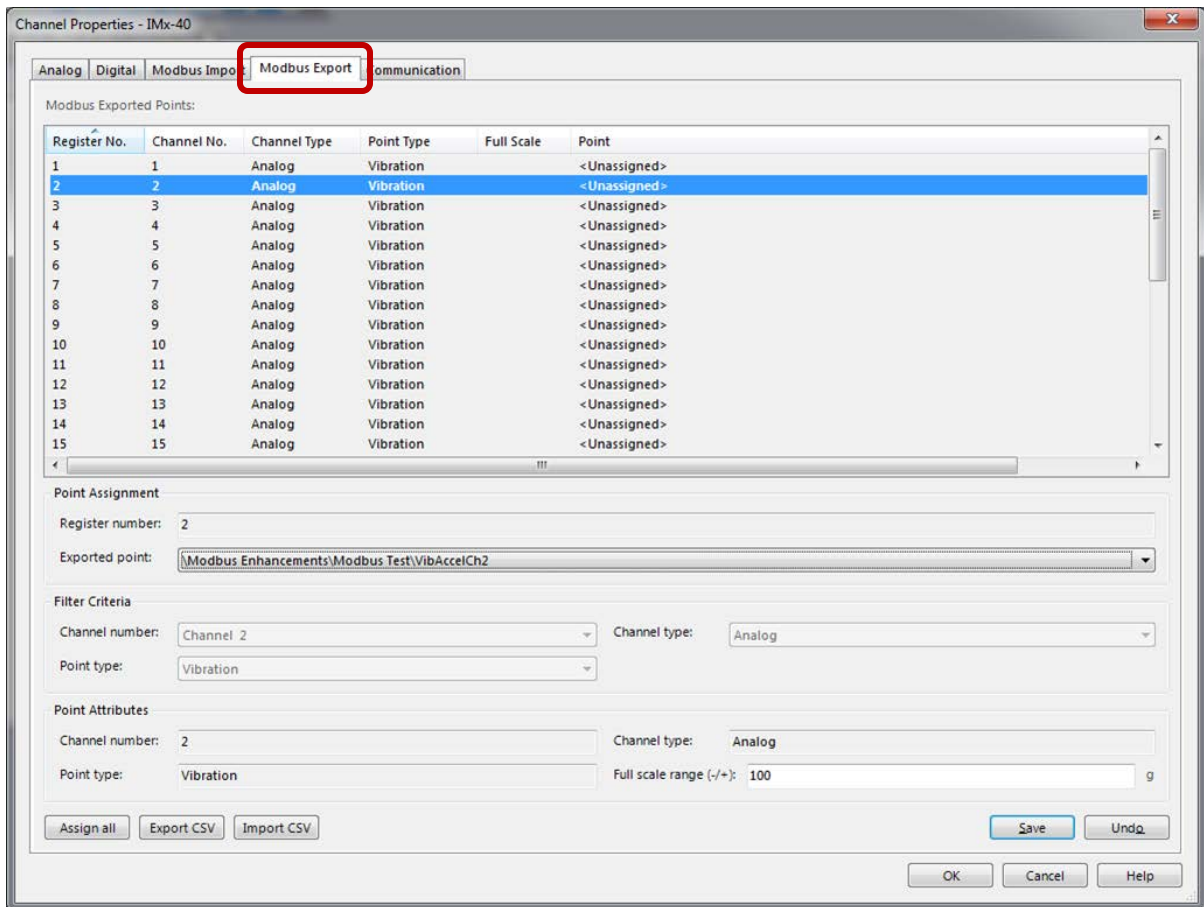 Channel Properties - IMx-40
Analog Digital Modbus Import Modbus Export Communication
Modbus Exported Points:
Register No. Channel No. Channel Type Point Type Full Scale Point
1 1 Analog Vibration <Unassigned>
2 2 Analog Vibration <Unassigned>
3 3 Analog Vibration <Unassigned>
4 4 Analog Vibration <Unassigned>
5 5 Analog Vibration <Unassigned>
6 6 Analog Vibration <Unassigned>
7 7 Analog Vibration <Unassigned>
8 8 Analog Vibration <Unassigned>
9 9 Analog Vibration <Unassigned>
10 10 Analog Vibration <Unassigned>
11 11 Analog Vibration <Unassigned>
12 12 Analog Vibration <Unassigned>
13 13 Analog Vibration <Unassigned>
14 14 Analog Vibration <Unassigned>
15 15 Analog Vibration <Unassigned>
Point Assignment
Register number: 2
Exported point: \Modbus Enhancements\Modbus Test\VibAccelCh2
Filter Criteria
Channel number: Channel 2 Channel type: Analog
Point type: Vibration
Point Attributes
Channel number: 2 Channel type: Analog
Point type: Vibration Full scale range (-/+): 100 g
Assign all Export CSV Import CSV Save Undo
OK Cancel Help